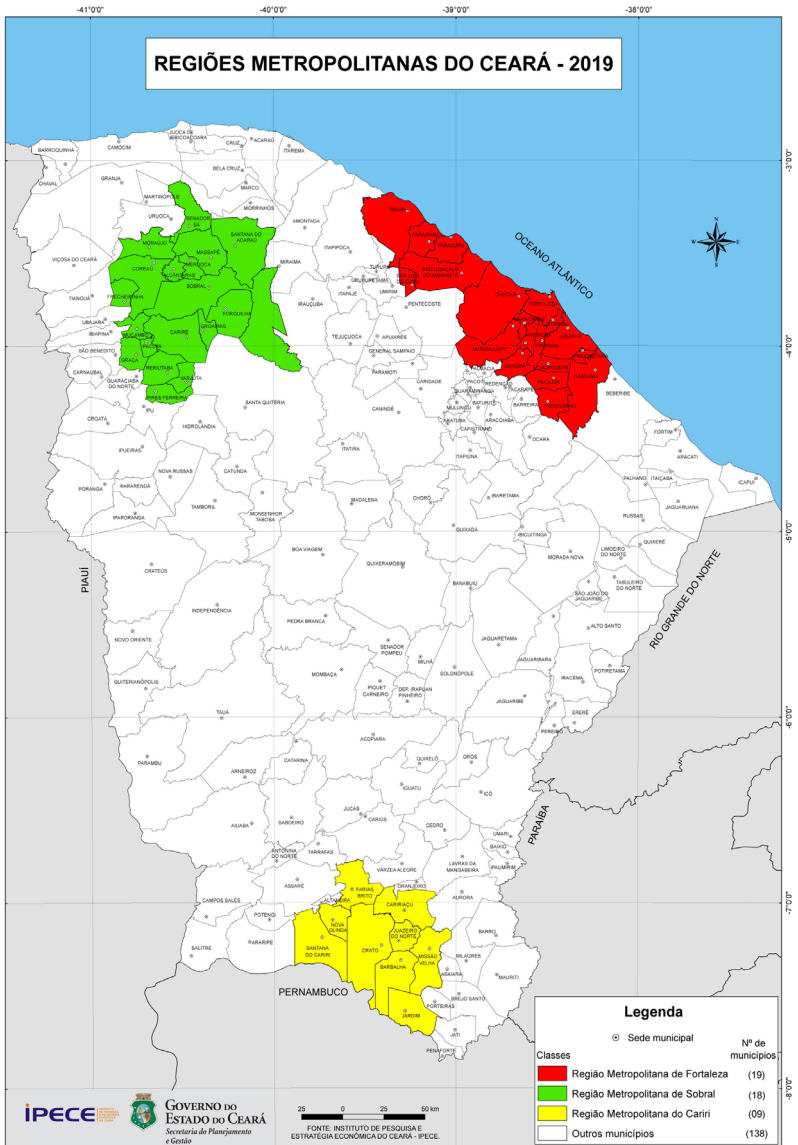 -41°0'0"
-40°0'0"
-39°0'0"
-38°0'0"
REGIÕES METROPOLITANAS DO CEARÁ - 2019
JIJOCA DE
JERICOACOARA
ACARAÚ
CRUZ
ITAREMA
BARROQUINHA
CAMOCIM
-3°0'0"
CHAVAL
GRANJA
BELA CRUZ
MARCO
MARTINÓPOLE
MORRINHOS
URUOCA
SENADOR
SÁ
AMONTADA
SANTANA DO
ACARAÚ
MORAÚJO
MASSAPÊ
MERUOCA
ALCÂNTARAS
COREAÚ
VIÇOSA DO CEARÁ
MIRAÍMA
ITAPIPOCA
TURURU
URUBURETAMA
UMIRIM
ITAPAJÉ
PARACURU
SÃO GONÇALO
DO AMARANTE
OCEANO ATLÂNTICO
N
W
E
S
TIANGUÁ
FRECHEIRINHA
SOBRAL
FORQUILHA
IRAUÇUBA
PENTECOSTE
CAUCAIA
FORTALEZA
UBAJARA
IBIAPINA
MUCAMBO
CARIRÉ
GROAÍRAS
TEJUÇUOCA
APUIARÉS
GENERAL SAMPAIO
MARANGUAPE
AQUIRAZ
-4°0'0"
SÃO BENEDITO
CARNAUBAL
GRAÇA
RERIUTABA
VARJOTA
GUARACIABA
DO NORTE
PIRES FERREIRA
PARAMOTI
CARIDADE
PALMÁCIA
PACOTI
REDENÇÃO
ACARAPE
GUARAMIRANGA
MULUNGU
BATURITÉ
BARREIRA
ARATUBA
ARACOIABA
CAPISTRANO
CASCAVEL
BEBERIBE
CROATÁ
IPU
SANTA QUITÉRIA
CANINDÉ
HIDROLÂNDIA
OCARA
FORTIM
ARACATI
IPUEIRAS
ITATIRA
ITAPIÚNA
NOVA RUSSAS
CATUNDA
PORANGA
ARARENDÁ
IPAPORANGA
TAMBORIL
MONSENHOR
TABOSA
MADALENA
CHORÓ
IBARETAMA
PALHANO
ITAIÇABA
ICAPUÍ
JAGUARUANA
RUSSAS
-5°0'0"
QUIXADÁ
IBICUITINGA
QUIXERÉ
BOA VIAGEM
QUIXERAMOBIM
MORADA NOVA
LIMOEIRO
DO NORTE
CRATEÚS
PIAUÍ
BANABUIÚ
TABULEIRO
DO NORTE
SÃO JOÃO DO
JAGUARIBE
INDEPENDÊNCIA
PEDRA BRANCA
ALTO SANTO
RIO GRANDE DO NORTE
NOVO ORIENTE
SENADOR
POMPEU
MILHÃ
JAGUARETAMA
JAGUARIBARA
MOMBAÇA
SOLONÓPOLE
POTIRETAMA
IRACEMA
QUITERIANÓPOLIS
PIQUET
CARNEIRO
DEP. IRAPUAN
PINHEIRO
JAGUARIBE
TAUÁ
ERERÊ
PEREIRO
-6°0'0"
ACOPIARA
PARAMBU
CATARINA
ARNEIROZ
QUIXELÔ
ORÓS
IGUATU
ICÓ
JUCÁS
CARIÚS
AIUABA
SABOEIRO
CEDRO
UMARI
BAIXIO
PARAÍBA
ANTONINA
DO NORTE
TARRAFAS
IPAUMIRIM
VÁRZEA ALEGRE
LAVRAS DA
MANGABEIRA
ASSARÉ
FARIAS
BRITO
GRANJEIRO
-7°0'0"
CAMPOS SALES
ALTANEIRA
CARIRIAÇU
AURORA
POTENGI
NOVA
OLINDA
JUAZEIRO
DO NORTE
BARRO
SALITRE
ARARIPE
SANTANA
DO CARIRI
CRATO
MISSÃO
VELHA
BARBALHA
MILAGRES
ABAIARA
MAURITI
PERNAMBUCO
BREJO SANTO
PORTEIRAS
JARDIM
JATI
PENAFORTE
-8°0'0"
Legenda
Sede municipal
Nº de
municípios
Classes
Região Metropolitana de Fortaleza (19)
Região Metropolitana de Sobral (18)
Região Metropolitana do Cariri (09)
Outros municípios (138)
IPECE
GOVERNO DO
ESTADO DO CEARÁ
Secretaria do Planejamento
e Gestão
25 0 25 50 km
FONTE: INSTITUTO DE PESQUISA E
ESTRATÉGIA ECONÔMICA DO CEARÁ - IPECE.